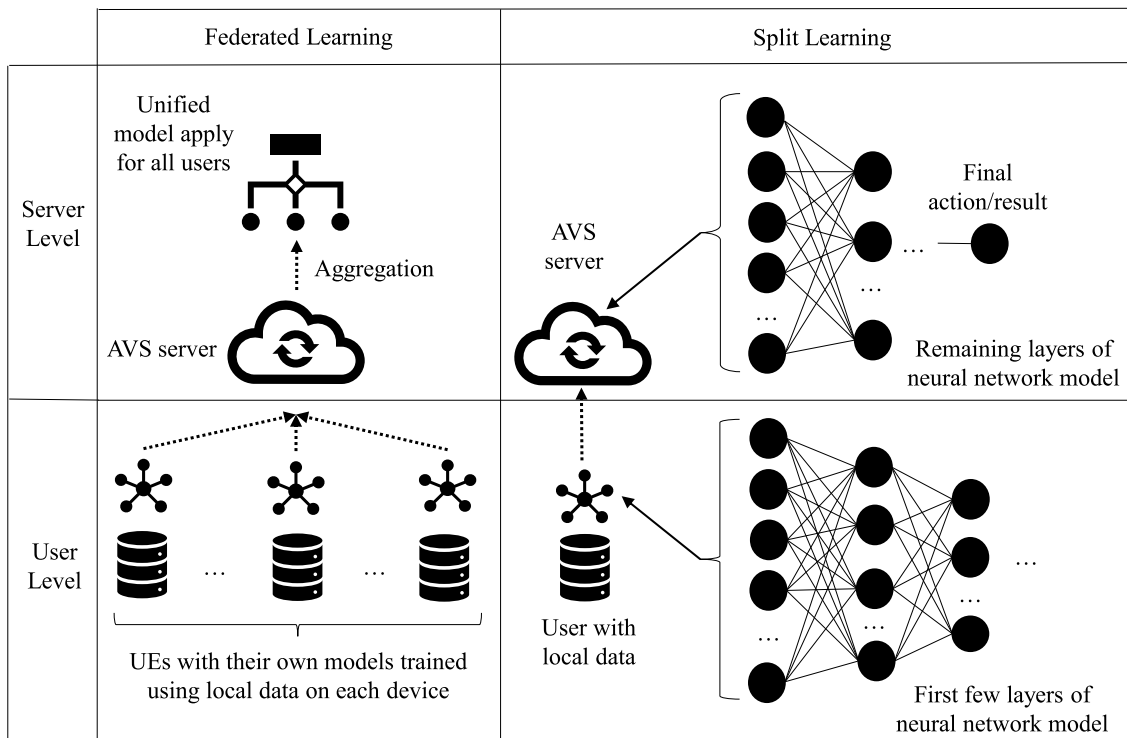 Federated Learning
Split Learning
Server
Level
Unified
model apply
for all users
Aggregation
AVS server
AVS
server
Final
action/result
...
...
...
Remaining layers of
neural network model
User
Level
...
...
UEs with their own models trained
using local data on each device
User with
local data
...
...
...
...
First few layers of
neural network model